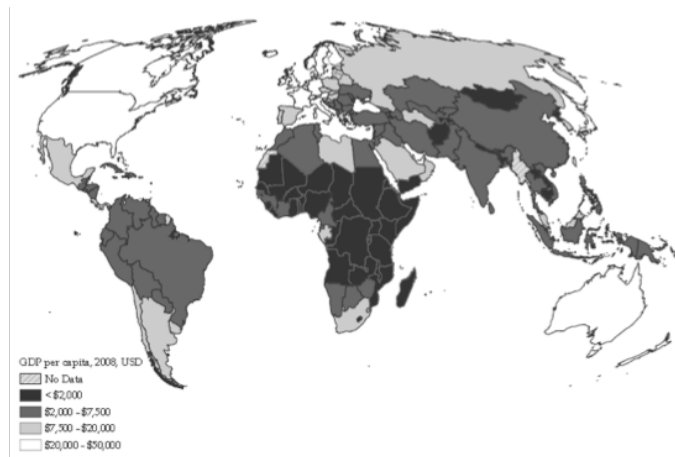 GDP per capita, 2008, USD
No Data
< $2,000
$2,000 - $7,500
$7,500 - $20,000
$20,000 - $50,000